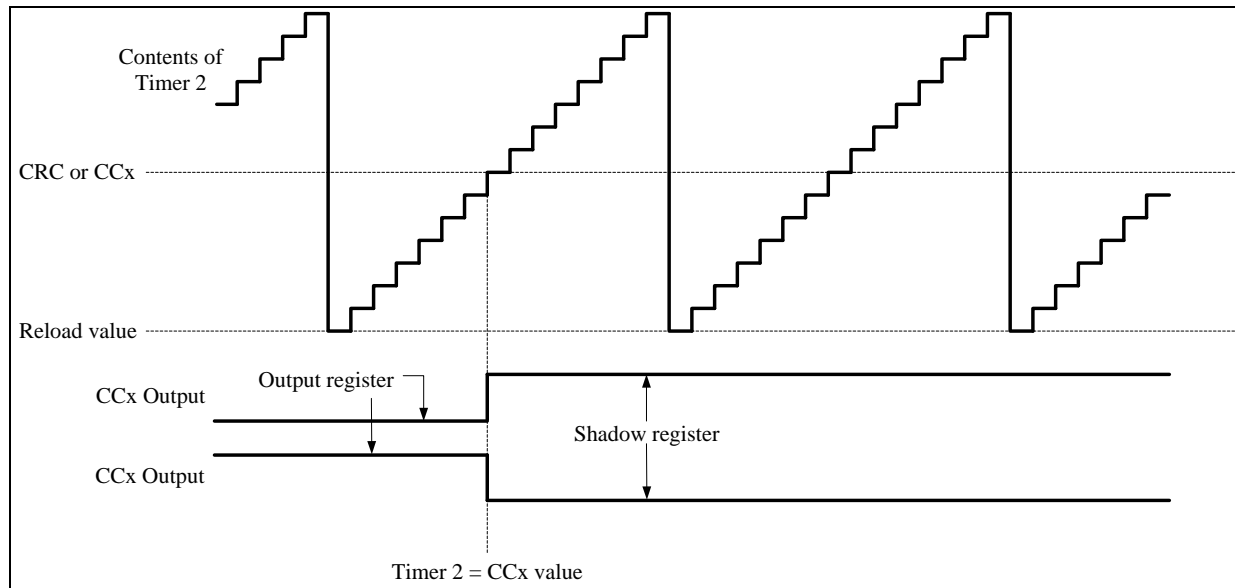 Contents of
Timer 2
CRC or CCx
Reload value
Output register
CCx Output
Shadow register
CCx Output
Timer 2 = CCx value